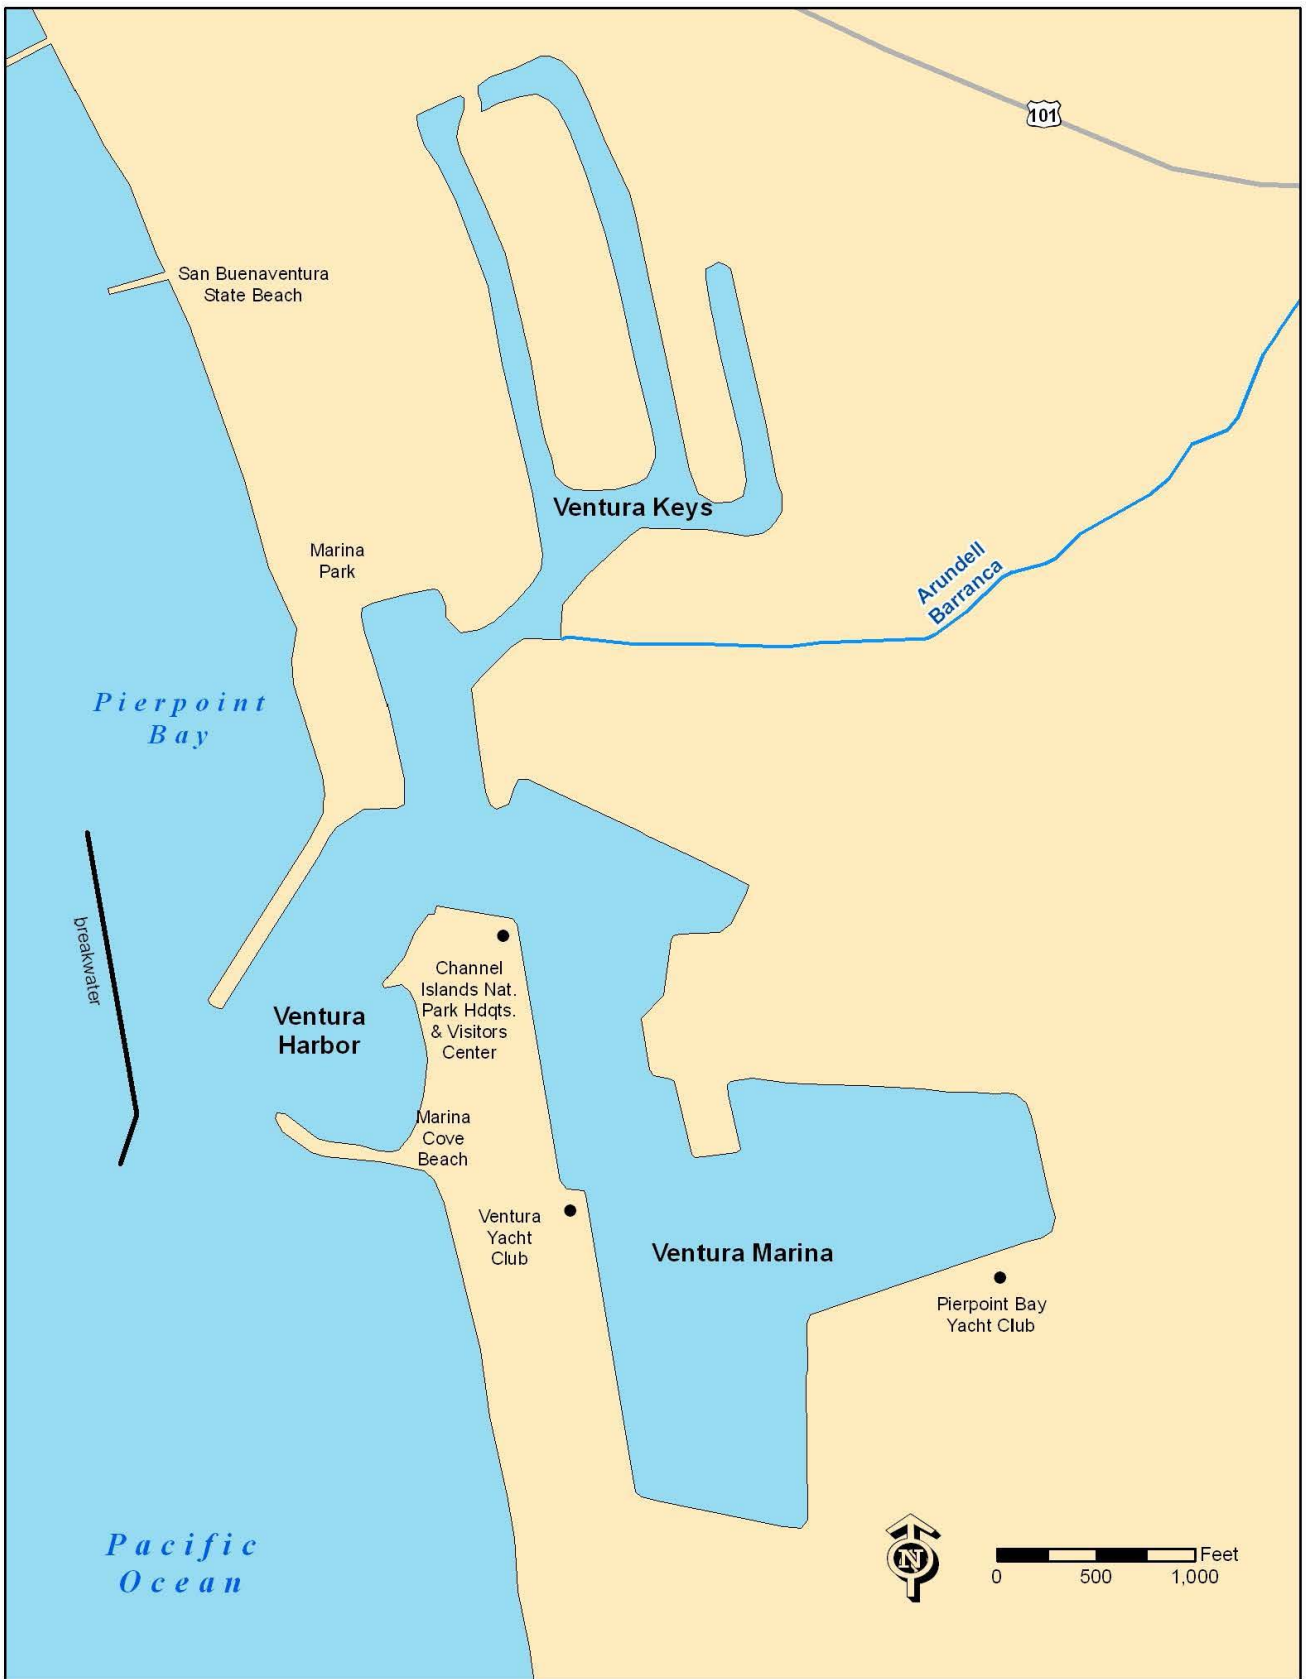 101
San Buenaventura
State Beach
Ventura Keys
Marina
Park
Arundell
Barranca
Pierpoint
Bay
breakwater
Channel
Islands Nat.
Park Hdqts.
& Visitors
Center
Ventura
Harbor
Marina
Cove
Beach
Ventura
Yacht
Club
Ventura Marina
Pierpoint Bay
Yacht Club
Pacific
Ocean
N
Feet
0 500 1,000